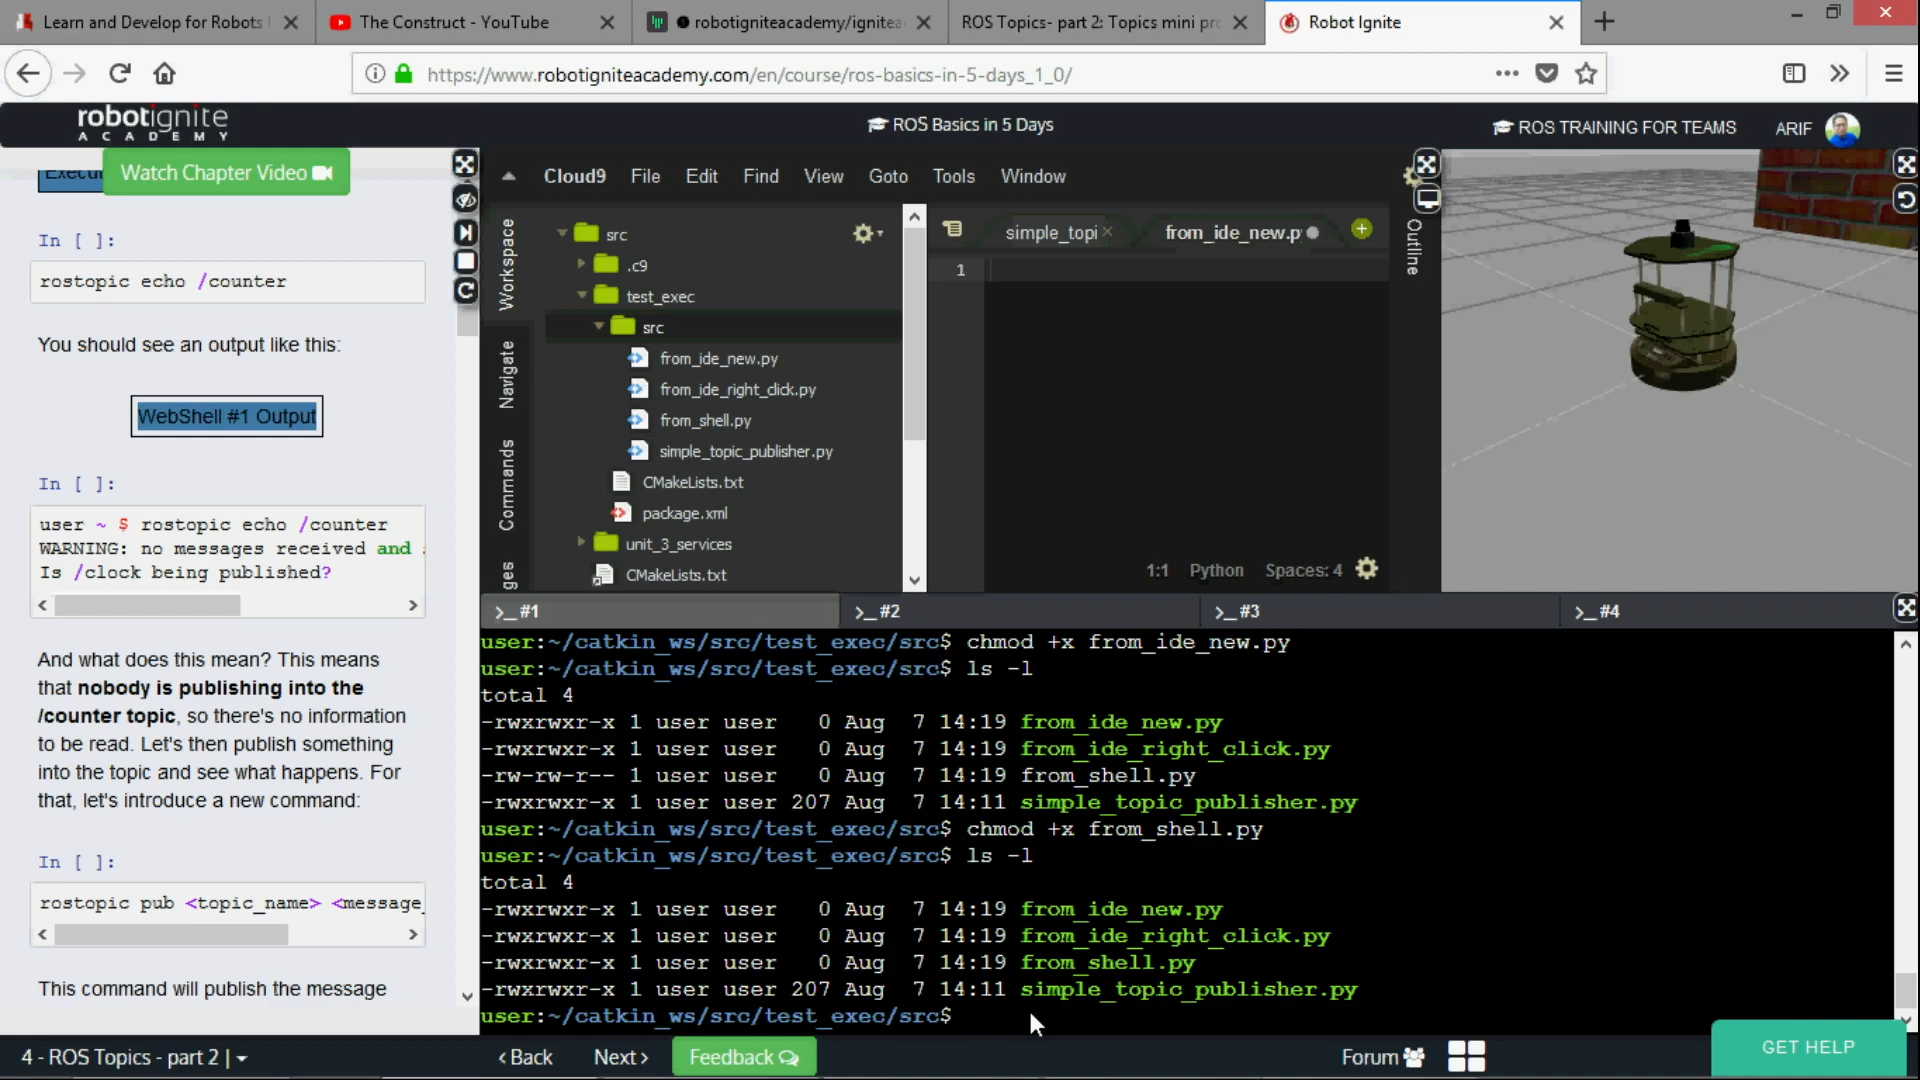 Learn and Develop for Robots
The Construct - YouTube
robotigniteacademy/ignitea
ROS Topics- part 2: Topics mini pro
Robot Ignite
https://www.robotigniteacademy.com/en/course/ros-basics-in-5-days_1_0/
robotignite
ACADEMY
ROS Basics in 5 Days
ROS TRAINING FOR TEAMS
ARIF
Watch Chapter Video
In [ ]:
rostopic echo /counter
You should see an output like this:
WebShell #1 Output
In [ ]:
user ~ $ rostopic echo /counter
WARNING: no messages received and
Is /clock being published?
And what does this mean? This means
that nobody is publishing into the
/counter topic, so there's no information
to be read. Let's then publish something
into the topic and see what happens. For
that, let's introduce a new command:
In [ ]:
rostopic pub <topic_name> <message_
This command will publish the message
Cloud9 File Edit Find View Goto Tools Window
Workspace
Navigate
Commands
ges
src
.c9
test_exec
src
from_ide_new.py
from_ide_right_click.py
from_shell.py
simple_topic_publisher.py
CMakeLists.txt
package.xml
unit_3_services
CMakeLists.txt
simple_topi
from_ide_new.p
1
Outline
1:1 Python Spaces: 4
>_ #1
>_ #2
>_ #3
>_ #4
user:~/catkin_ws/src/test_exec/src$ chmod +x from_ide_new.py
user:~/catkin_ws/src/test_exec/src$ ls -l
total 4
-rwxrwxr-x 1 user user   0 Aug  7 14:19 from_ide_new.py
-rwxrwxr-x 1 user user   0 Aug  7 14:19 from_ide_right_click.py
-rw-rw-r-- 1 user user   0 Aug  7 14:19 from_shell.py
-rwxrwxr-x 1 user user 207 Aug  7 14:11 simple_topic_publisher.py
user:~/catkin_ws/src/test_exec/src$ chmod +x from_shell.py
user:~/catkin_ws/src/test_exec/src$ ls -l
total 4
-rwxrwxr-x 1 user user   0 Aug  7 14:19 from_ide_new.py
-rwxrwxr-x 1 user user   0 Aug  7 14:19 from_ide_right_click.py
-rwxrwxr-x 1 user user   0 Aug  7 14:19 from_shell.py
-rwxrwxr-x 1 user user 207 Aug  7 14:11 simple_topic_publisher.py
user:~/catkin_ws/src/test_exec/src$
4 - ROS Topics - part 2 |
‹ Back
Next ›
Feedback
Forum
GET HELP